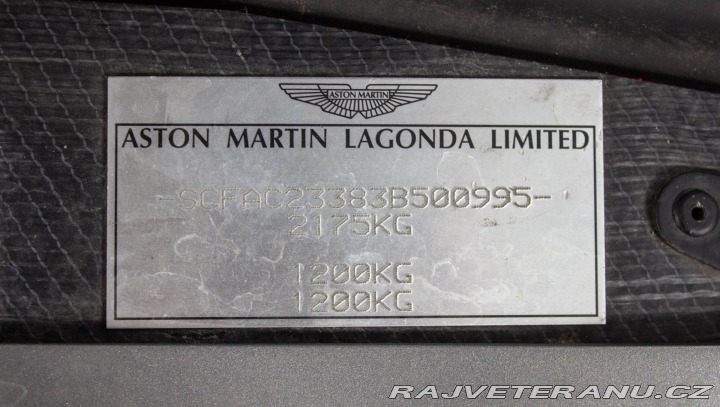 ASTON MARTIN
ASTON MARTIN LAGONDA LIMITED
-SCFAC23383B500995-
2175KG
1200KG
1200KG
RAJVETERANU.CZ